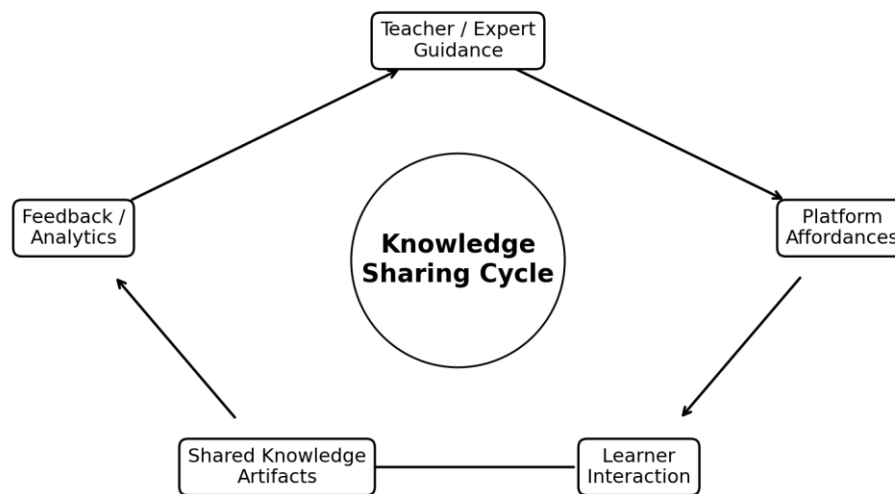 Teacher / Expert
Guidance
Feedback /
Analytics
Knowledge
Sharing Cycle
Platform
Affordances
Shared Knowledge
Artifacts
Learner
Interaction